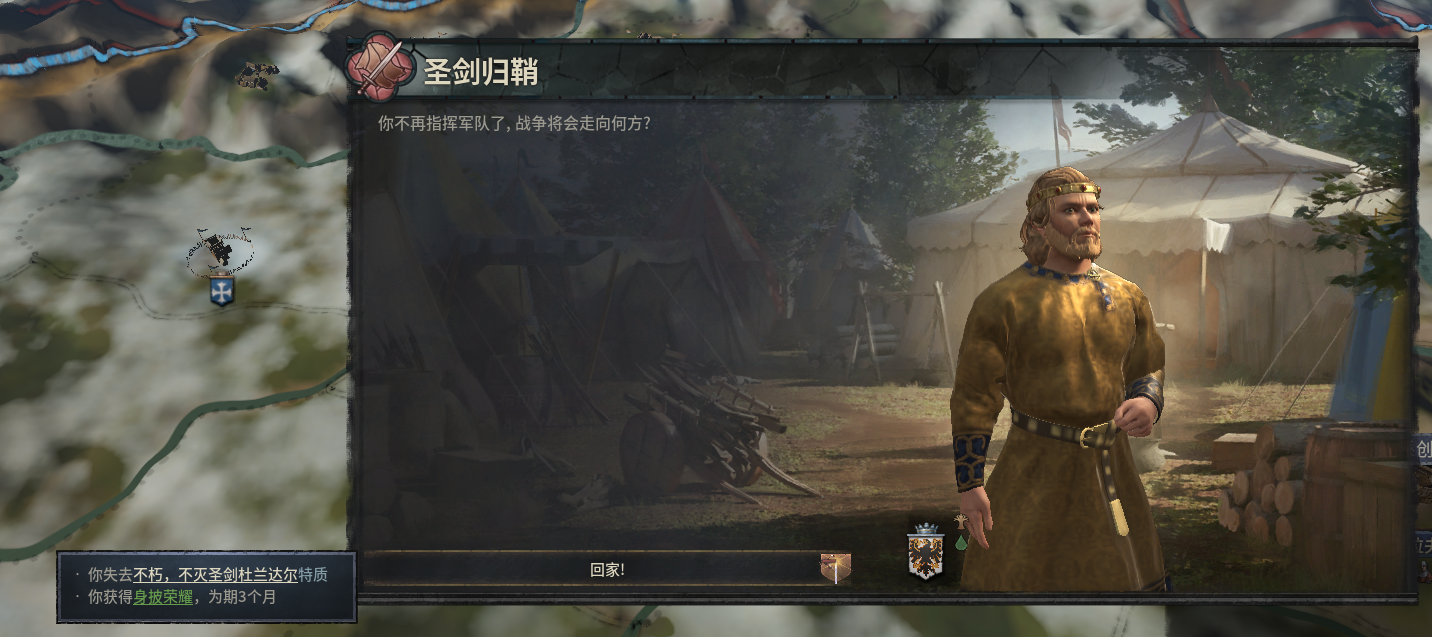 圣剑归鞘
你不再指挥军队了, 战争将会走向何方?
回家!
· 你失去不朽，不灭圣剑杜兰达尔特质
· 你获得身披荣耀，为期3个月
创